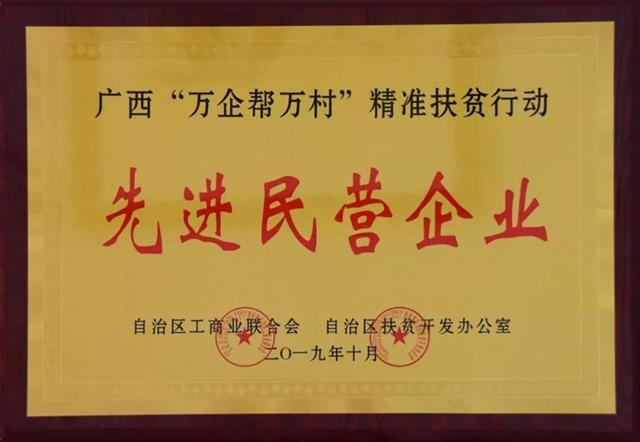 广西“万企帮万村”精准扶贫行动
先进民营企业
自治区工商业联合会 自治区扶贫开发办公室
二〇一九年十月